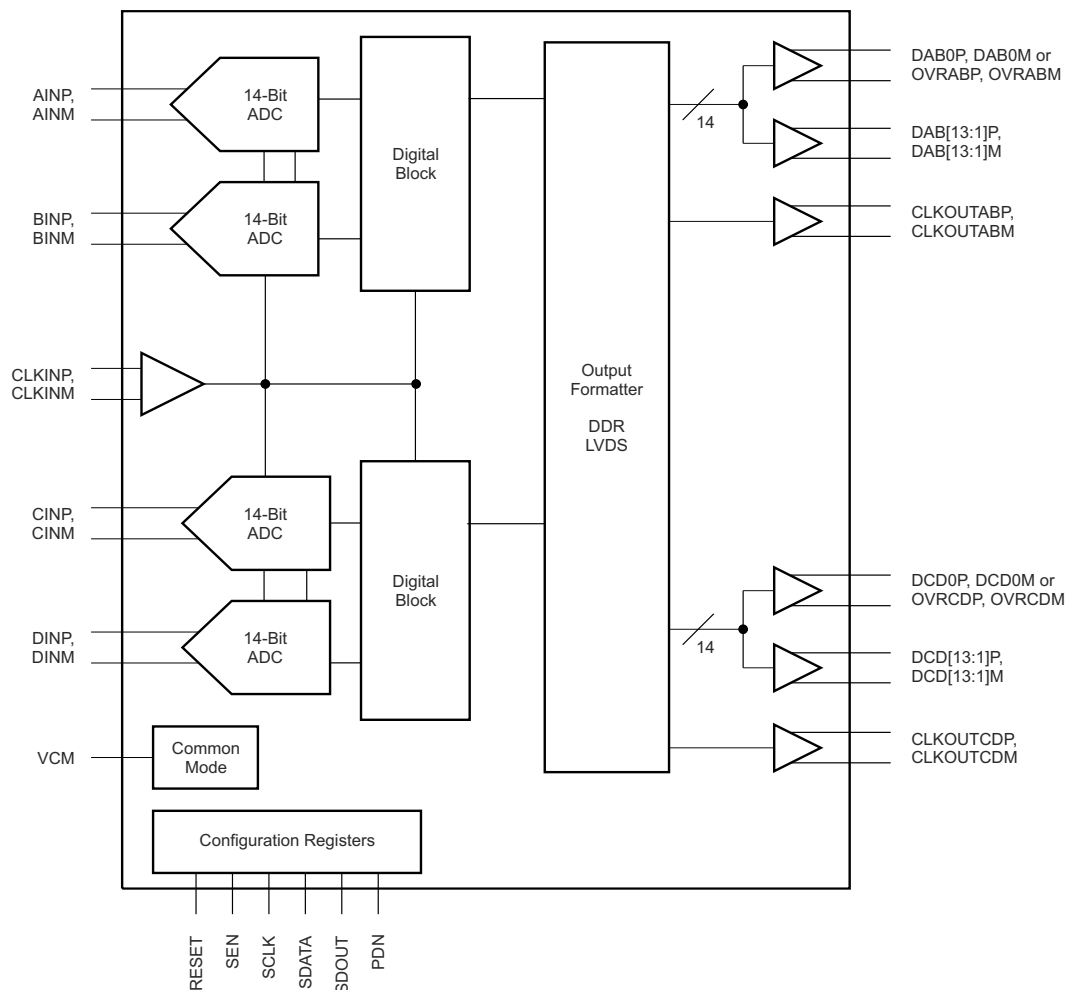 AINP,
AINM
14-Bit
ADC
BINP,
BINM
14-Bit
ADC
Digital
Block
CLKINP,
CLKINM
CINP,
CINM
14-Bit
ADC
DINP,
DINM
14-Bit
ADC
Digital
Block
Output
Formatter
DDR
LVDS
14
DAB0P, DAB0M or
OVRABP, OVRABM
DAB[13:1]P,
DAB[13:1]M
CLKOUTABP,
CLKOUTABM
14
DCD0P, DCD0M or
OVRCDP, OVRCDM
DCD[13:1]P,
DCD[13:1]M
CLKOUTCDP,
CLKOUTCDM
VCM
Common
Mode
Configuration Registers
RESET
SEN
SCLK
SDATA
SDOUT
PDN